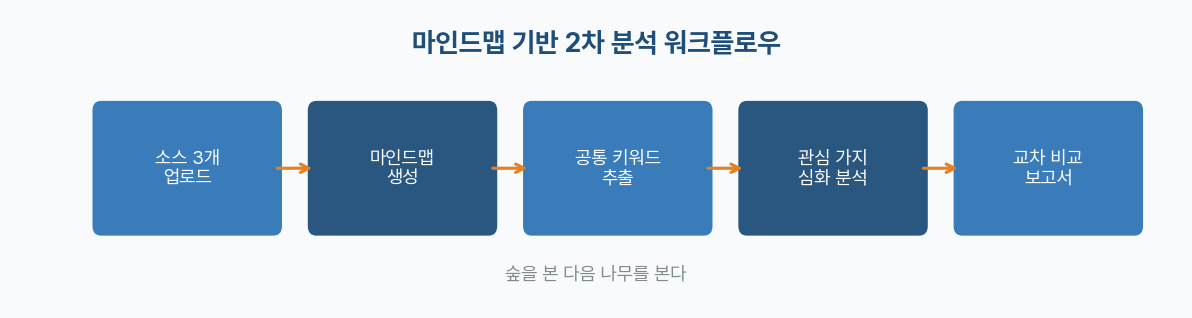 마인드맵 기반 2차 분석 워크플로우
소스 3개
업로드
마인드맵
생성
공통 키워드
추출
관심 가지
심화 분석
교차 비교
보고서
숲을 본 다음 나무를 본다